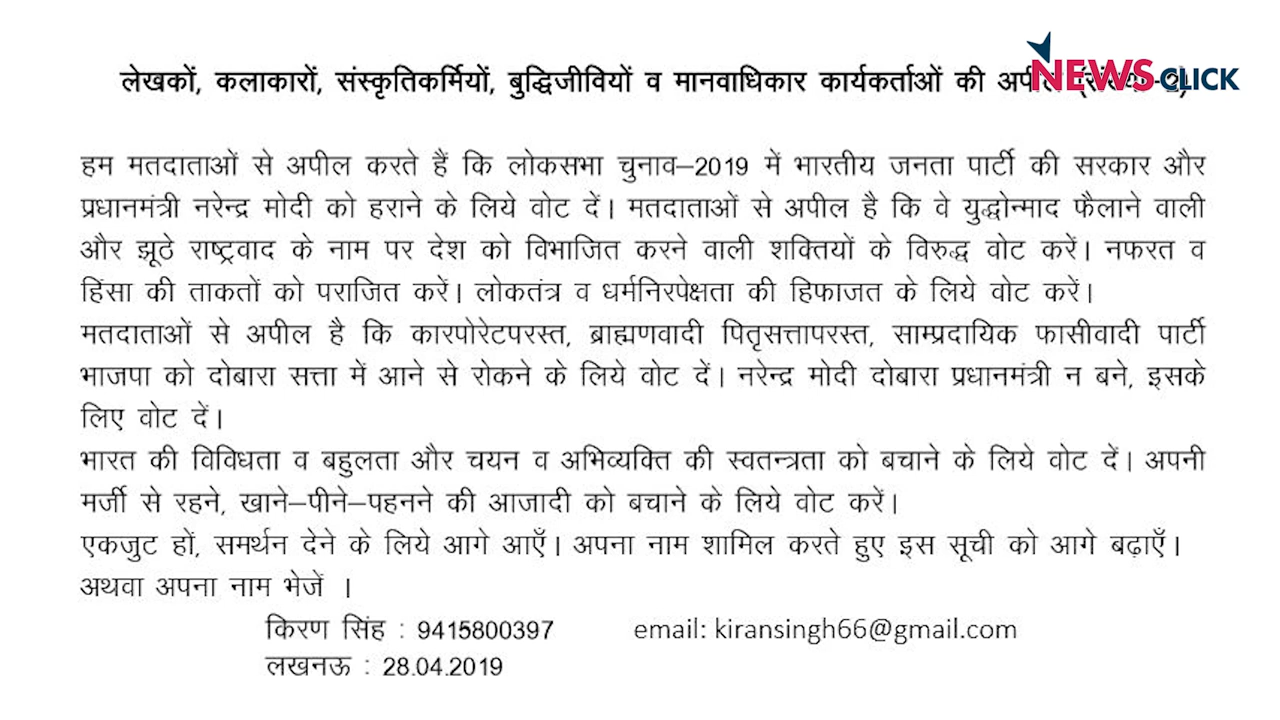 NEWSCLICK
लेखकों, कलाकारों, संस्कृतिकर्मियों, बुद्धिजीवियों व मानवाधिकार कार्यकर्ताओं की
हम मतदाताओं से अपील करते हैं कि लोकसभा चुनाव–2019 में भारतीय जनता पार्टी की सरकार और
प्रधानमंत्री नरेन्द्र मोदी को हराने के लिये वोट दें। मतदाताओं से अपील है कि वे युद्धोन्माद फैलाने वाली
और झूठे राष्ट्रवाद के नाम पर देश को विभाजित करने वाली शक्तियों के विरुद्ध वोट करें। नफरत व
हिंसा की ताकतों को पराजित करें। लोकतंत्र व धर्मनिरपेक्षता की हिफाजत के लिये वोट करें।
मतदाताओं से अपील है कि कारपोरेटपरस्त, ब्राह्मणवादी पितृसत्तापरस्त, साम्प्रदायिक फासीवादी पार्टी
भाजपा को दोबारा सत्ता में आने से रोकने के लिये वोट दें। नरेन्द्र मोदी दोबारा प्रधानमंत्री न बने, इसके
लिए वोट दें।
भारत की विविधता व बहुलता और चयन व अभिव्यक्ति की स्वतन्त्रता को बचाने के लिये वोट दें। अपनी
मर्जी से रहने, खाने–पीने–पहनने की आजादी को बचाने के लिये वोट करें।
एकजुट हों, समर्थन देने के लिये आगे आएँ। अपना नाम शामिल करते हुए इस सूची को आगे बढ़ाएँ।
अथवा अपना नाम भेजें ।
किरण सिंह : 9415800397 email: kiransingh66@gmail.com
लखनऊ : 28.04.2019